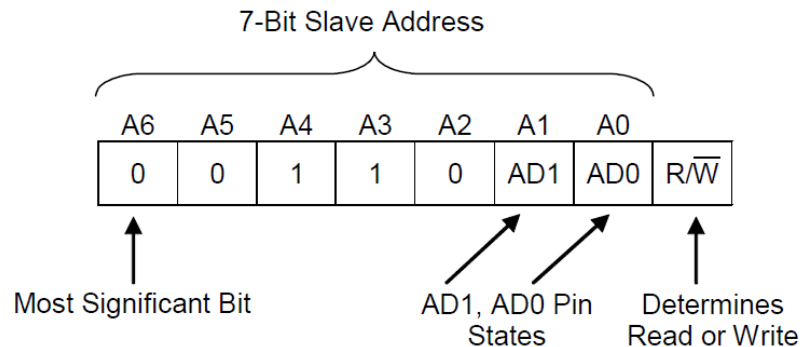 7-Bit Slave Address
A6 A5 A4 A3 A2 A1 A0
0 0 1 1 0 AD1 AD0 R/W̅
Most Significant Bit
AD1, AD0 Pin
States
Determines
Read or Write